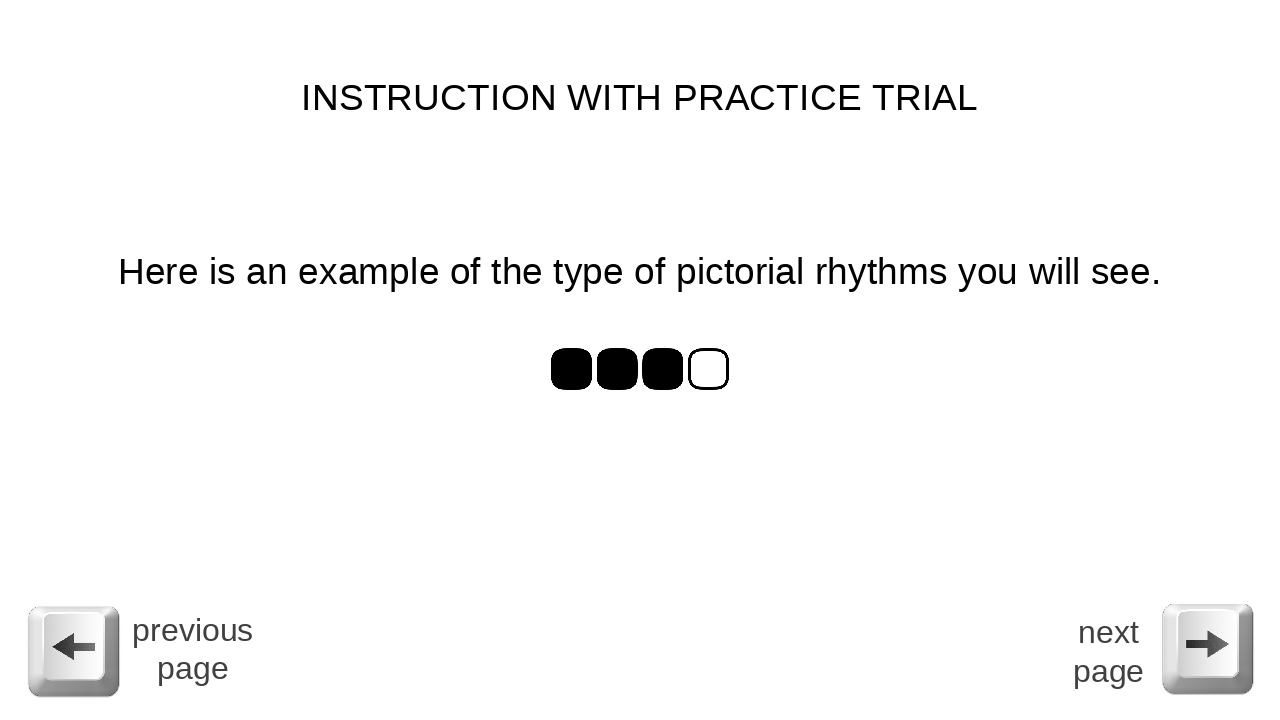 INSTRUCTION WITH PRACTICE TRIAL
Here is an example of the type of pictorial rhythms you will see.
previous
page
next
page